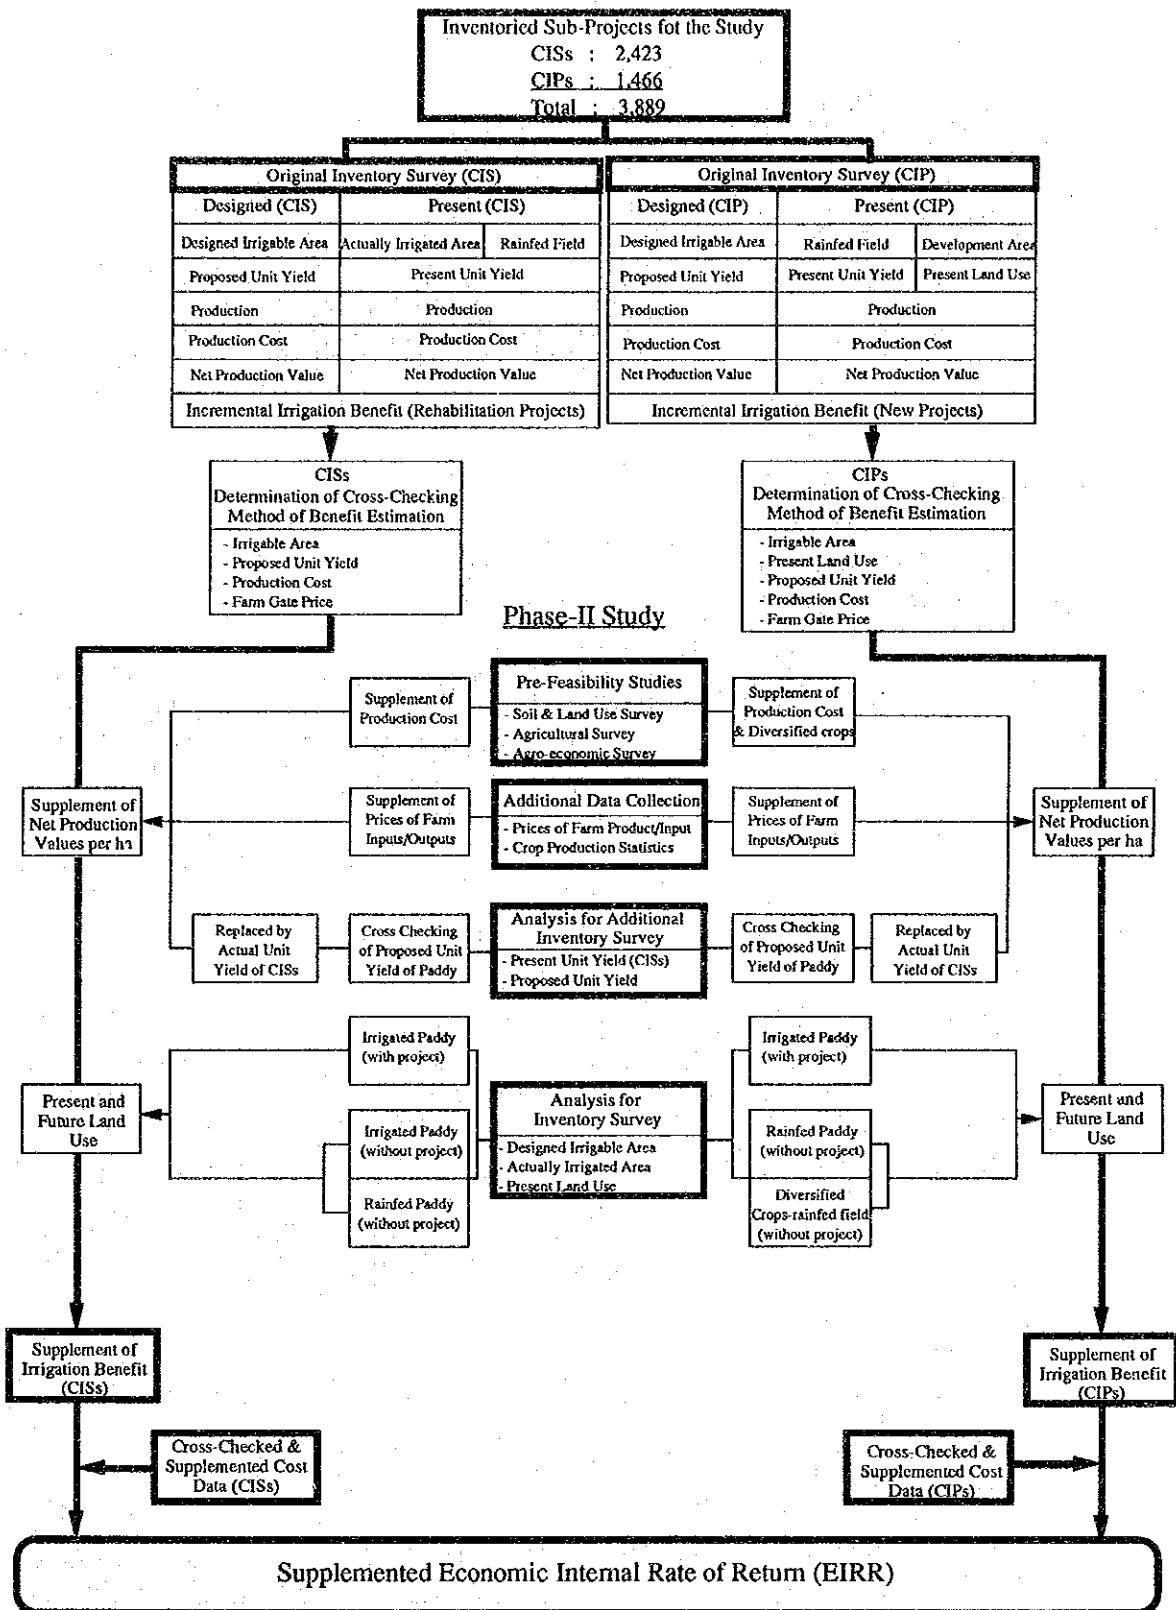 Inventoried Sub-Projects fot the Study
CISs : 2,423
CIPs : 1,466
Total : 3,889
Original Inventory Survey (CIS)
Designed (CIS) Present (CIS)
Designed Irrigable Area Actually Irrigated Area Rainfed Field
Proposed Unit Yield Present Unit Yield
Production Production
Production Cost Production Cost
Net Production Value Net Production Value
Incremental Irrigation Benefit (Rehabilitation Projects)
Original Inventory Survey (CIP)
Designed (CIP) Present (CIP)
Designed Irrigable Area Rainfed Field Development Area
Proposed Unit Yield Present Unit Yield Present Land Use
Production Production
Production Cost Production Cost
Net Production Value Net Production Value
Incremental Irrigation Benefit (New Projects)
CISs
Determination of Cross-Checking
Method of Benefit Estimation
- Irrigable Area
- Proposed Unit Yield
- Production Cost
- Farm Gate Price
CIPs
Determination of Cross-Checking
Method of Benefit Estimation
- Irrigable Area
- Present Land Use
- Proposed Unit Yield
- Production Cost
- Farm Gate Price
Phase-II Study
Supplement of
Production Cost
Pre-Feasibility Studies
- Soil & Land Use Survey
- Agricultural Survey
- Agro-economic Survey
Supplement of
Production Cost
& Diversified crops
Supplement of
Net Production
Values per ha
Supplement of
Prices of Farm
Inputs/Outputs
Additional Data Collection
- Prices of Farm Product/Input
- Crop Production Statistics
Supplement of
Prices of Farm
Inputs/Outputs
Supplement of
Net Production
Values per ha
Replaced by
Actual Unit
Yield of CISs
Cross Checking
of Proposed Unit
Yield of Paddy
Analysis for Additional
Inventory Survey
- Present Unit Yield (CISs)
- Proposed Unit Yield
Cross Checking
of Proposed Unit
Yield of Paddy
Replaced by
Actual Unit
Yield of CISs
Irrigated Paddy
(with project)
Irrigated Paddy
(with project)
Present and
Future Land
Use
Irrigated Paddy
(without project)
Rainfed Paddy
(without project)
Analysis for
Inventory Survey
- Designed Irrigable Area
- Actually Irrigated Area
- Present Land Use
Rainfed Paddy
(without project)
Diversified
Crops-rainfed field
(without project)
Present and
Future Land
Use
Supplement of
Irrigation Benefit
(CISs)
Supplement of
Irrigation Benefit
(CIPs)
Cross-Checked &
Supplemented Cost
Data (CISs)
Cross-Checked &
Supplemented Cost
Data (CIPs)
Supplemented Economic Internal Rate of Return (EIRR)